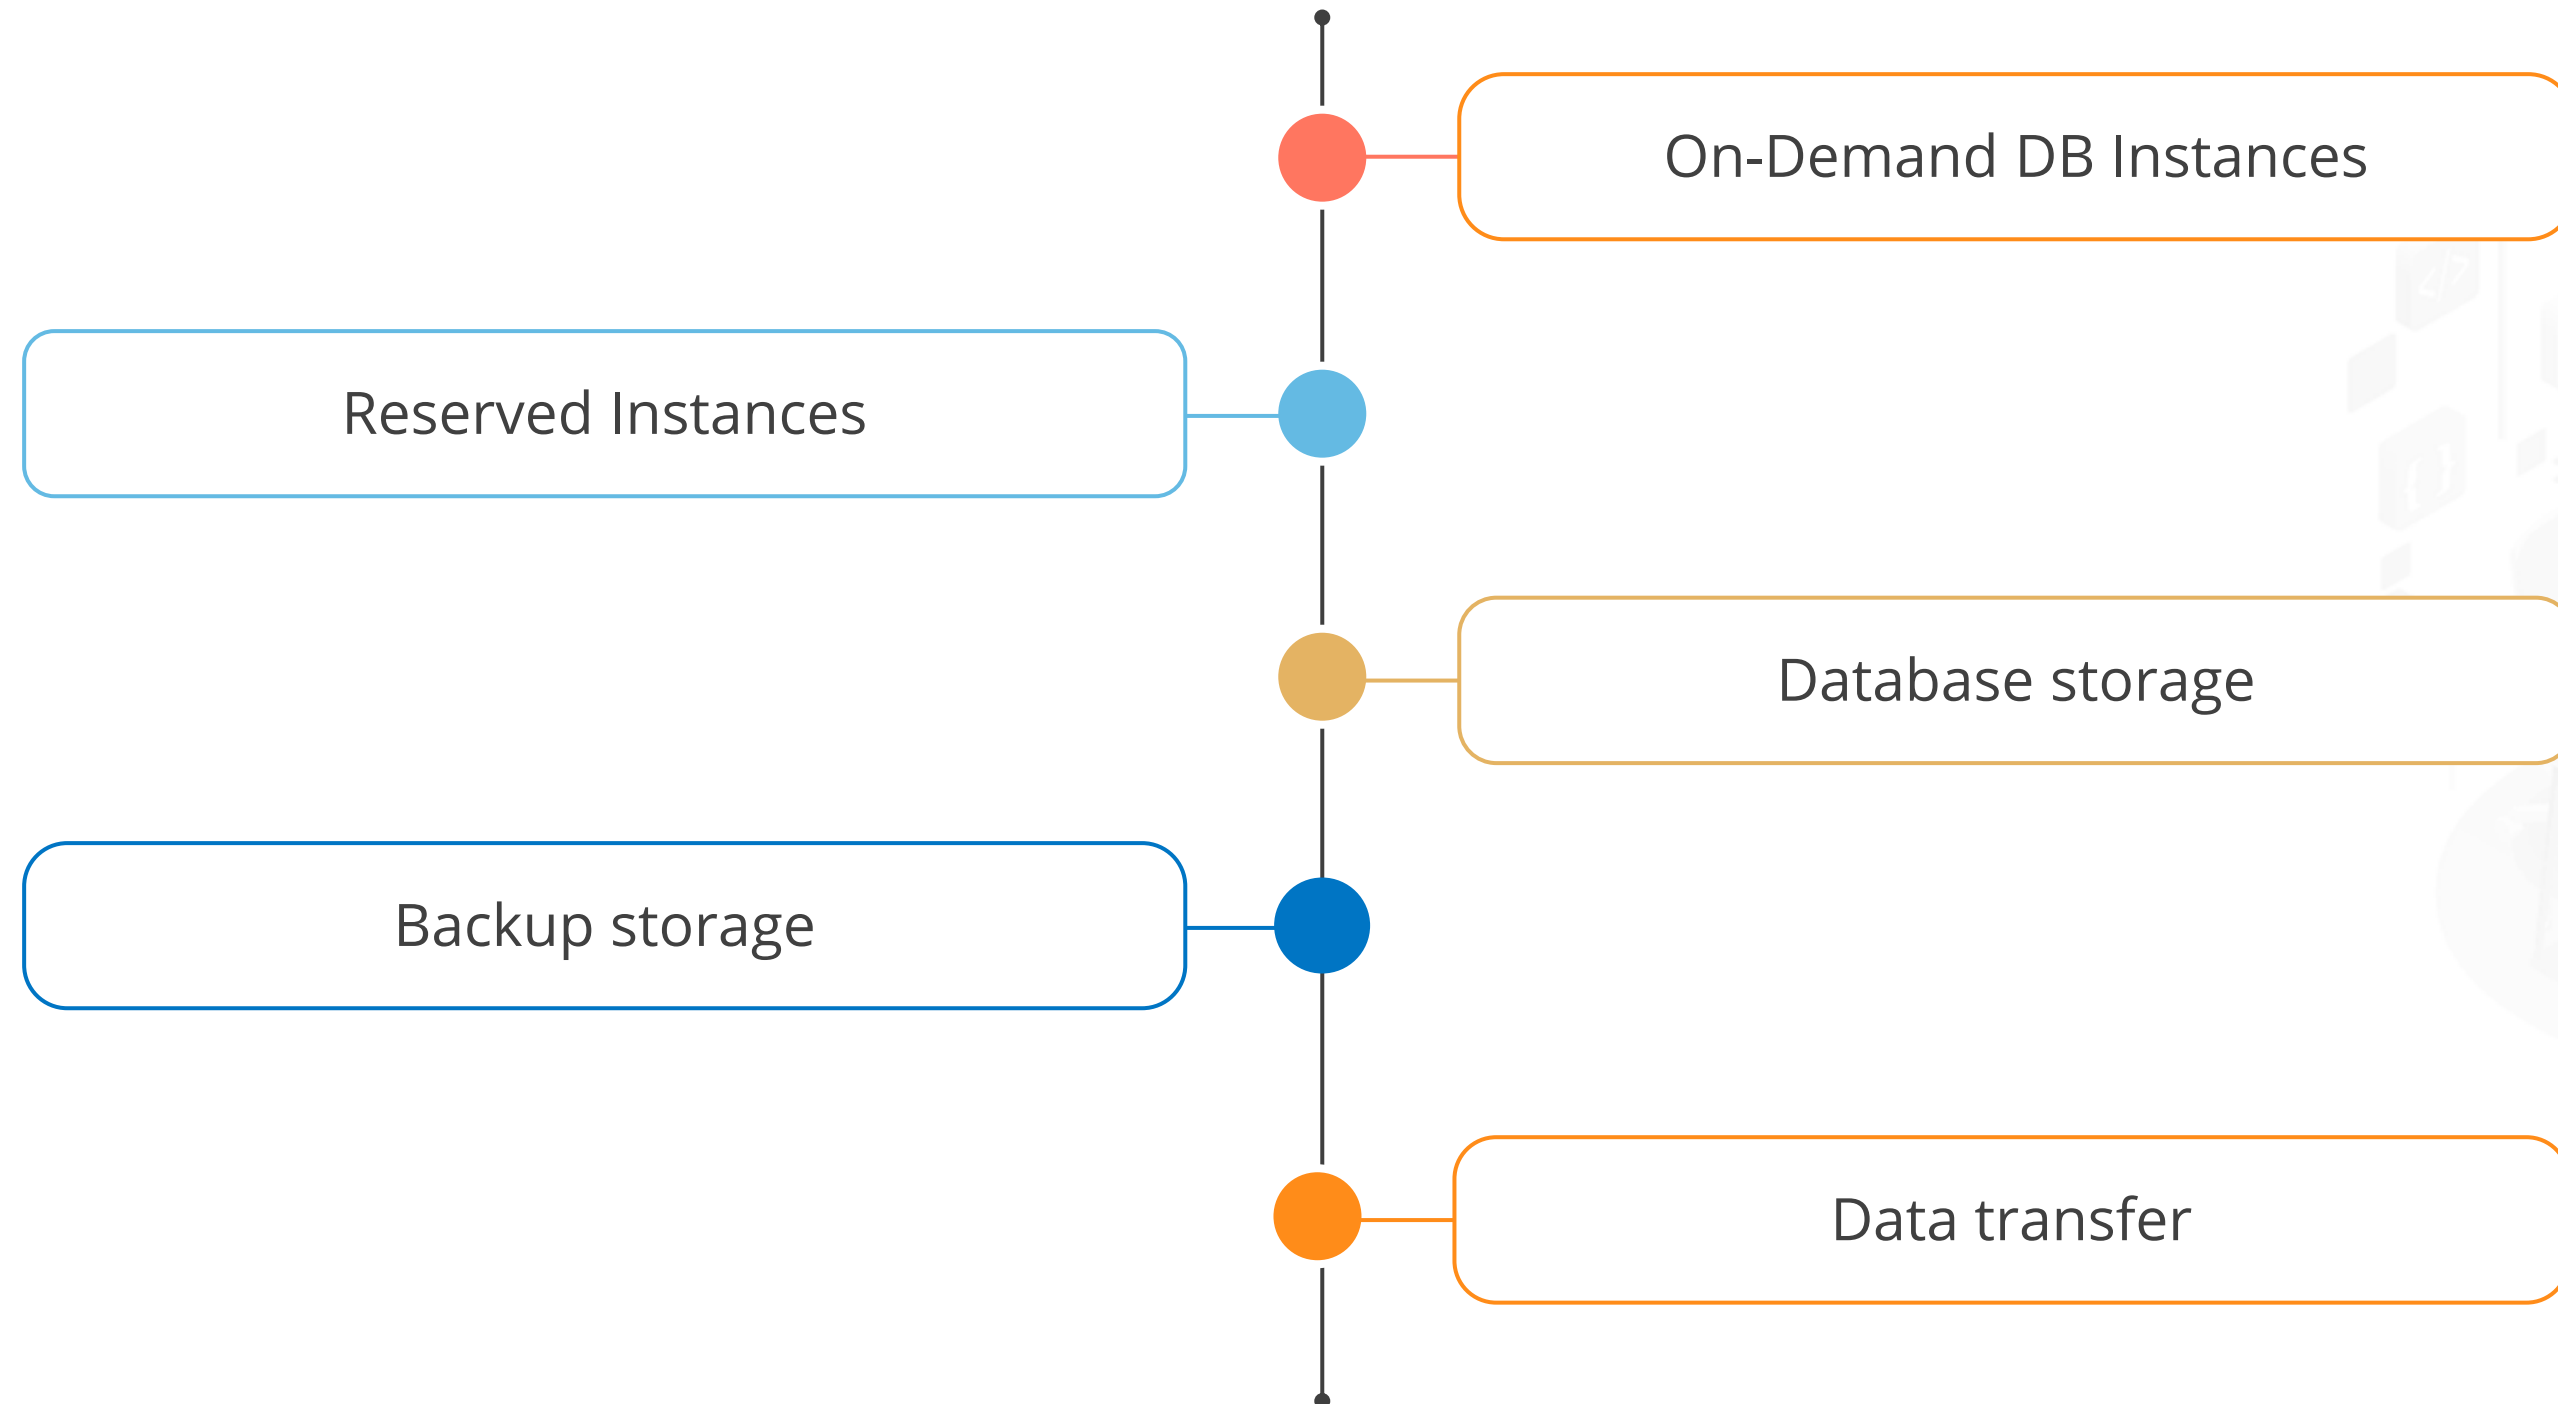 On-Demand DB Instances
Reserved Instances
Database storage
Backup storage
Data transfer